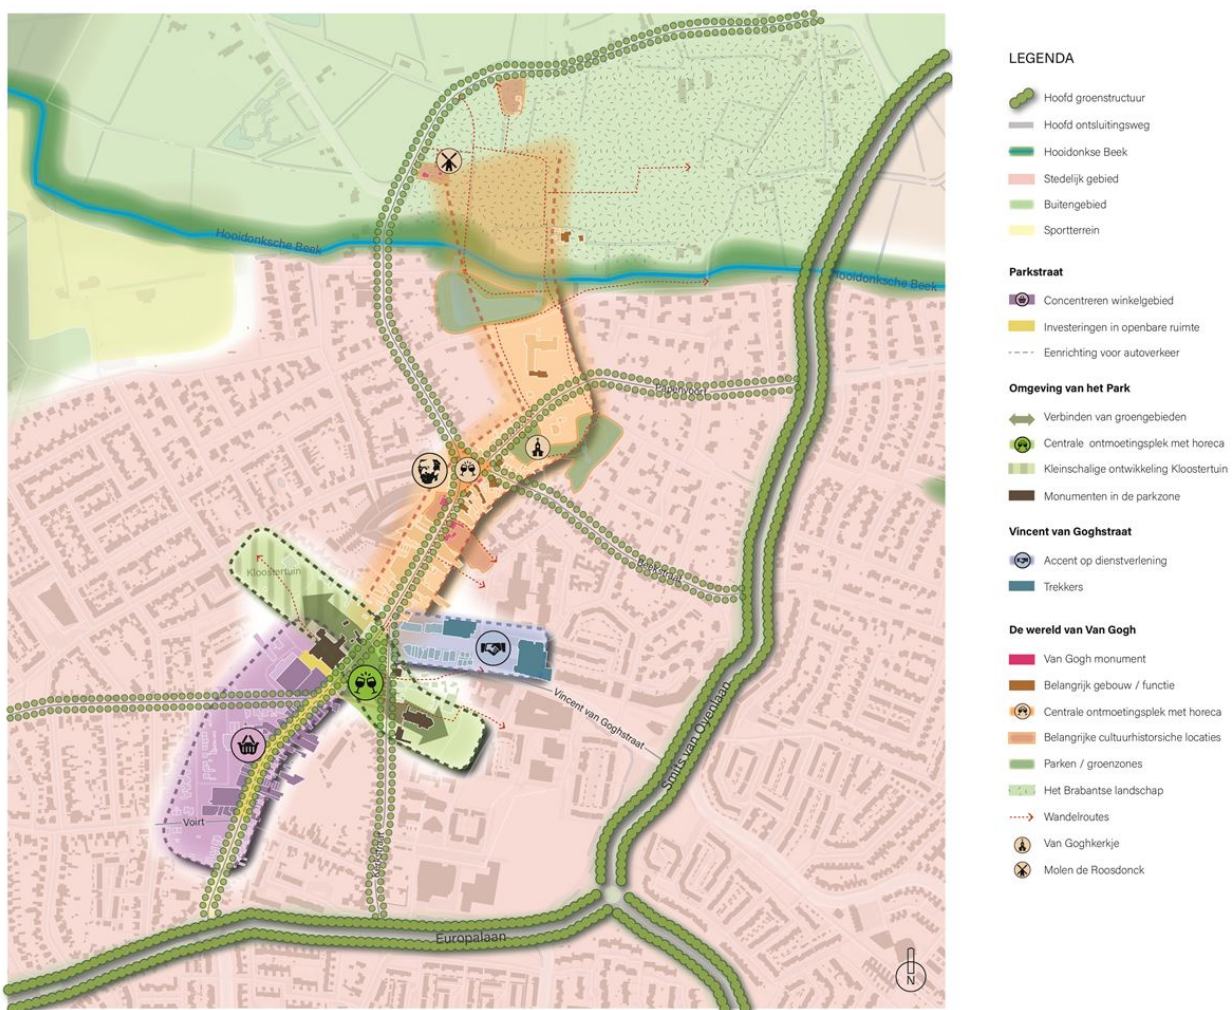 Hooidonksche Beek
Hooidonksche Beek
Papenvoort
Beekstraat
Kloostertuin
Vincent van Goghstraat
Smits van Oyenlaan
Voirt
Kerkstraat
Europalaan
N
LEGENDA
Hoofd groenstructuur
Hoofd ontsluitingsweg
Hooidonkse Beek
Stedelijk gebied
Buitengebied
Sportterrein
Parkstraat
Concentreren winkelgebied
Investeringen in openbare ruimte
Eenrichting voor autoverkeer
Omgeving van het Park
Verbinden van groengebieden
Centrale ontmoetingsplek met horeca
Kleinschalige ontwikkeling Kloostertuin
Monumenten in de parkzone
Vincent van Goghstraat
Accent op dienstverlening
Trekkers
De wereld van Van Gogh
Van Gogh monument
Belangrijk gebouw / functie
Centrale ontmoetingsplek met horeca
Belangrijke cultuurhistorsiche locaties
Parken / groenzones
Het Brabantse landschap
Wandelroutes
Van Goghkerkje
Molen de Roosdonck